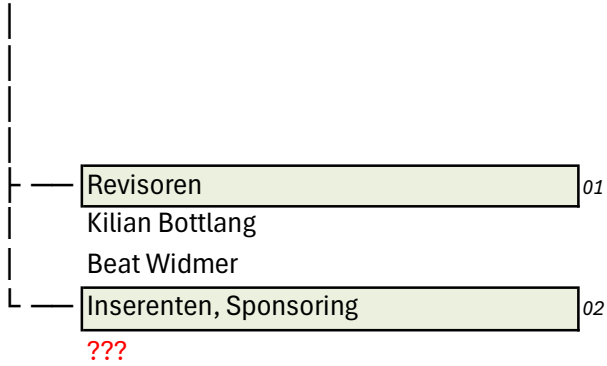 Revisoren 01
Kilian Bottlang
Beat Widmer
Inserenten, Sponsoring 02
???